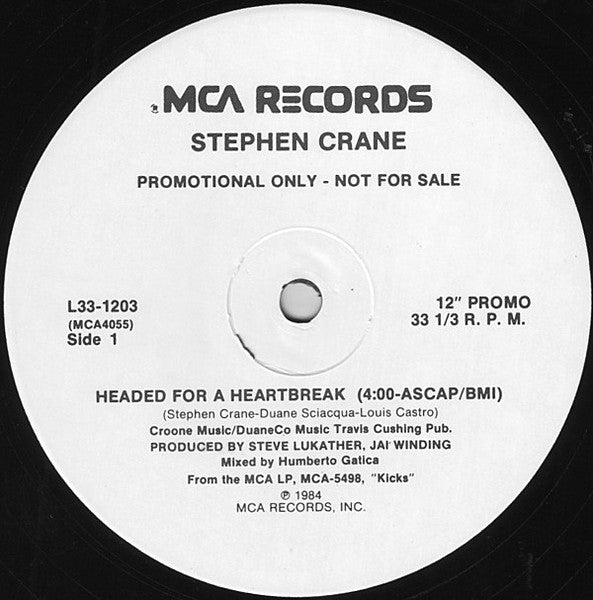 MCA RECORDS
STEPHEN CRANE
PROMOTIONAL ONLY - NOT FOR SALE
L33-1203
(MCA4055)
Side 1
12" PROMO
33 1/3 R. P. M.
HEADED FOR A HEARTBREAK (4:00-ASCAP/BMI)
(Stephen Crane-Duane Sciacqua-Louis Castro)
Croone Music/DuaneCo Music Travis Cushing Pub.
PRODUCED BY STEVE LUKATHER, JAI WINDING
Mixed by Humberto Gatica
From the MCA LP, MCA-5498, "Kicks"
℗ 1984
MCA RECORDS, INC.